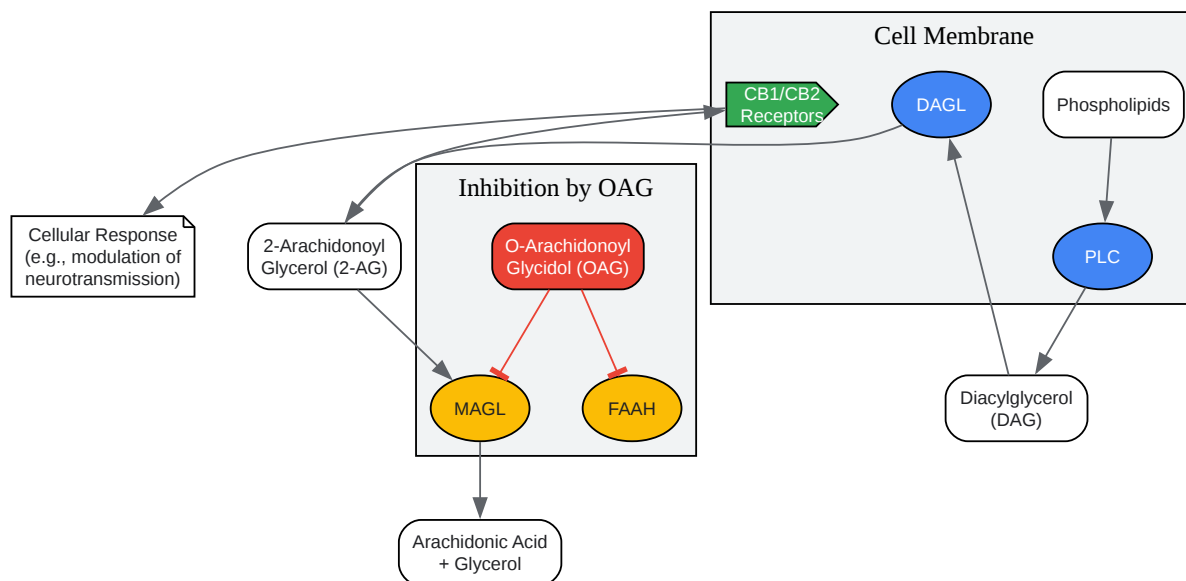 Cell Membrane
CB1/CB2
Receptors
DAGL
Phospholipids
Inhibition by OAG
Cellular Response
(e.g., modulation of
neurotransmission)
2-Arachidonoyl
Glycerol (2-AG)
O-Arachidonoyl
Glycidol (OAG)
PLC
MAGL
FAAH
Diacylglycerol
(DAG)
Arachidonic Acid
+ Glycerol